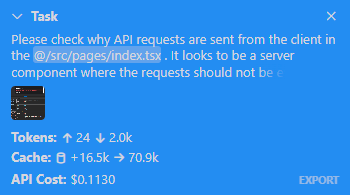 Task
Please check why API requests are sent from the client in
the @/src/pages/index.tsx . It looks to be a server
component where the requests should not be e
Tokens: ↑ 24 ↓ 2.0k
Cache: +16.5k → 70.9k
API Cost: $0.1130
EXPORT